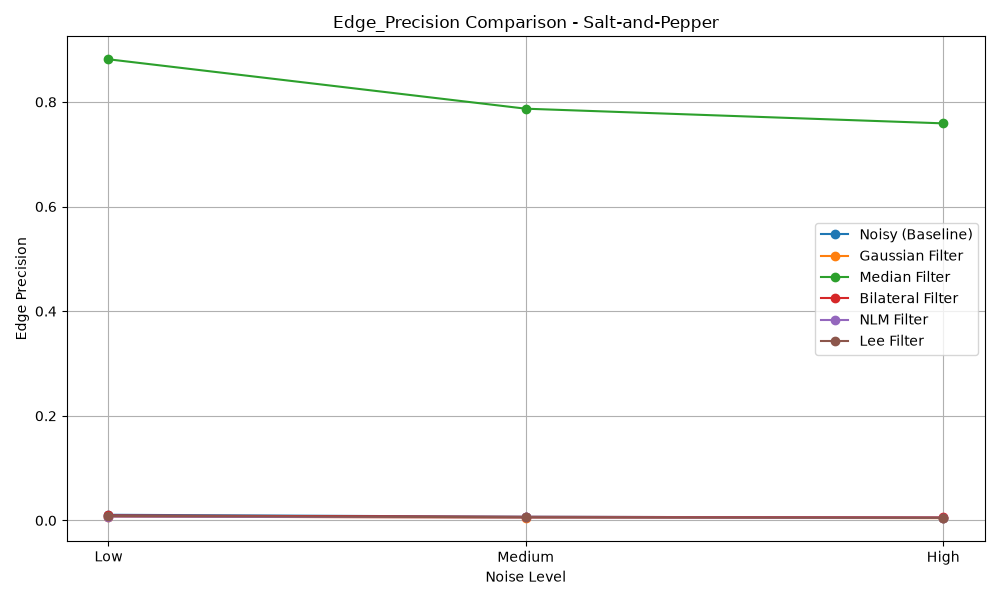 Edge_Precision Comparison - Salt-and-Pepper
Edge Precision
0.8
0.6
0.4
0.2
0.0
Noisy (Baseline)
Gaussian Filter
Median Filter
Bilateral Filter
NLM Filter
Lee Filter
Low
Medium
High
Noise Level